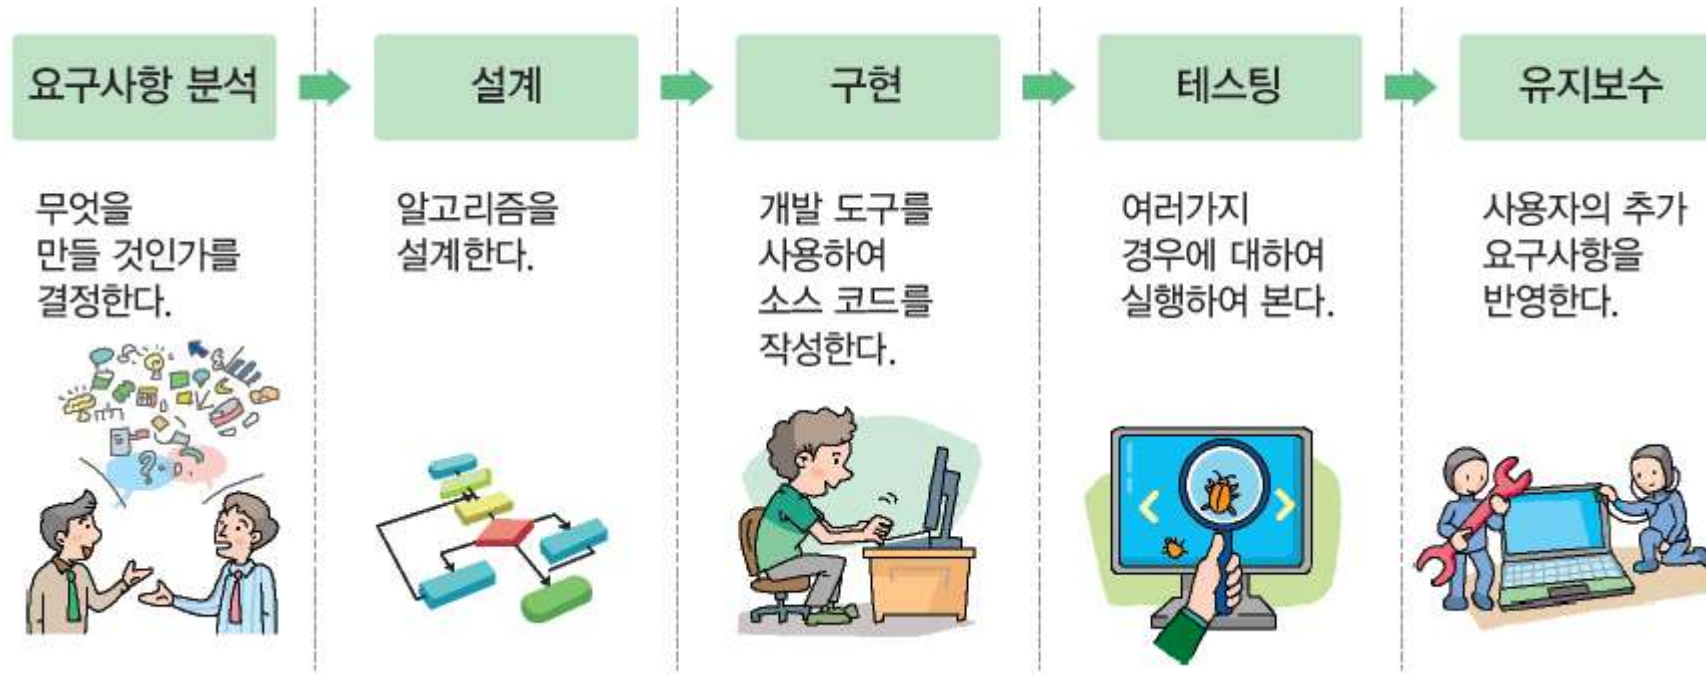 요구사항 분석
무엇을
만들 것인가를
결정한다.
설계
알고리즘을
설계한다.
구현
개발 도구를
사용하여
소스 코드를
작성한다.
테스팅
여러가지
경우에 대하여
실행하여 본다.
유지보수
사용자의 추가
요구사항을
반영한다.